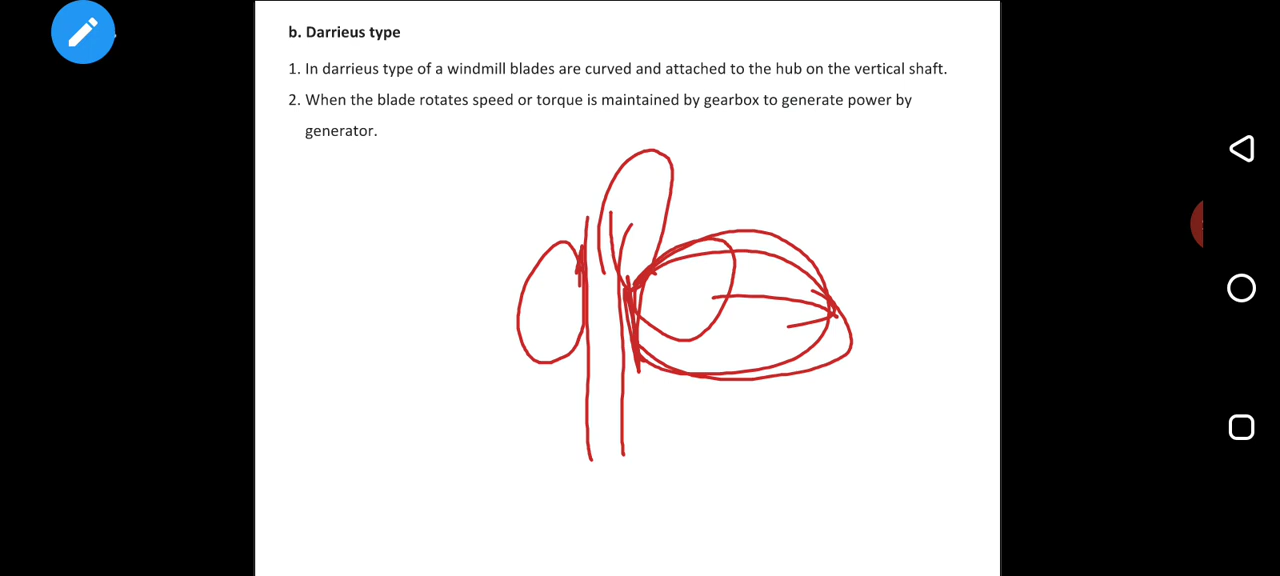 b. Darrieus type
1. In darrieus type of a windmill blades are curved and attached to the hub on the vertical shaft.
2. When the blade rotates speed or torque is maintained by gearbox to generate power by
generator.